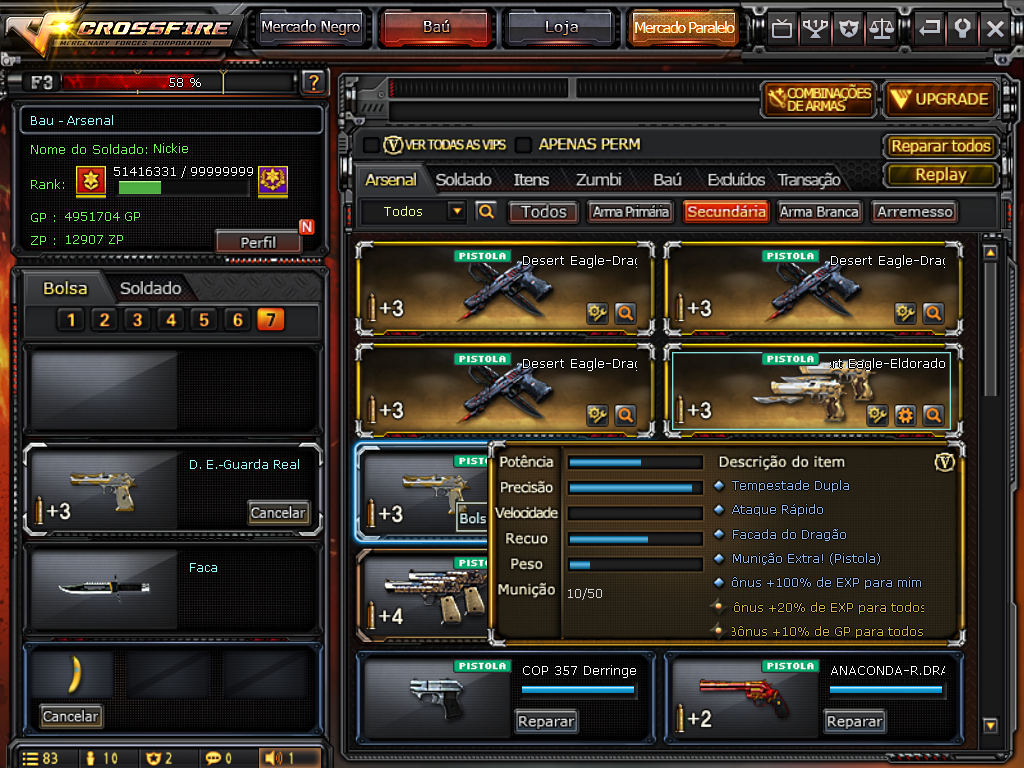 CROSSFIRE
MERCENARY FORCES CORPORATION
Mercado Negro
Baú
Loja
Mercado Paralelo
F3
58 %
?
Bau - Arsenal
Nome do Soldado: Nickie
Rank:
51416331 / 99999999
GP : 4951704 GP
ZP : 12907 ZP
N
Perfil
Bolsa
Soldado
1 2 3 4 5 6 7
D. E.-Guarda Real
+3
Cancelar
Faca
Cancelar
83
10
2
0
1
COMBINAÇÕES
DE ARMAS
UPGRADE
VER TODAS AS VIPS
APENAS PERM
Reparar todos
Replay
Arsenal
Soldado
Itens
Zumbi
Baú
Excluídos
Transação
Todos
Todos
Arma Primária
Secundária
Arma Branca
Arremesso
PISTOLA
Desert Eagle-Drag
+3
PISTOLA
Desert Eagle-Drag
+3
PISTOLA
Desert Eagle-Drag
+3
PISTOLA
rt Eagle-Eldorado
+3
PIST
+3
Bols
PIST
+4
Potência
Precisão
Velocidade
Recuo
Peso
Munição
10/50
Descrição do item
V
Tempestade Dupla
Ataque Rápido
Facada do Dragão
Munição Extra! (Pistola)
ônus +100% de EXP para mim
ônus +20% de EXP para todos
Bônus +10% de GP para todos
PISTOLA
COP 357 Derringe
Reparar
PISTOLA
ANACONDA-R.DRA
+2
Reparar